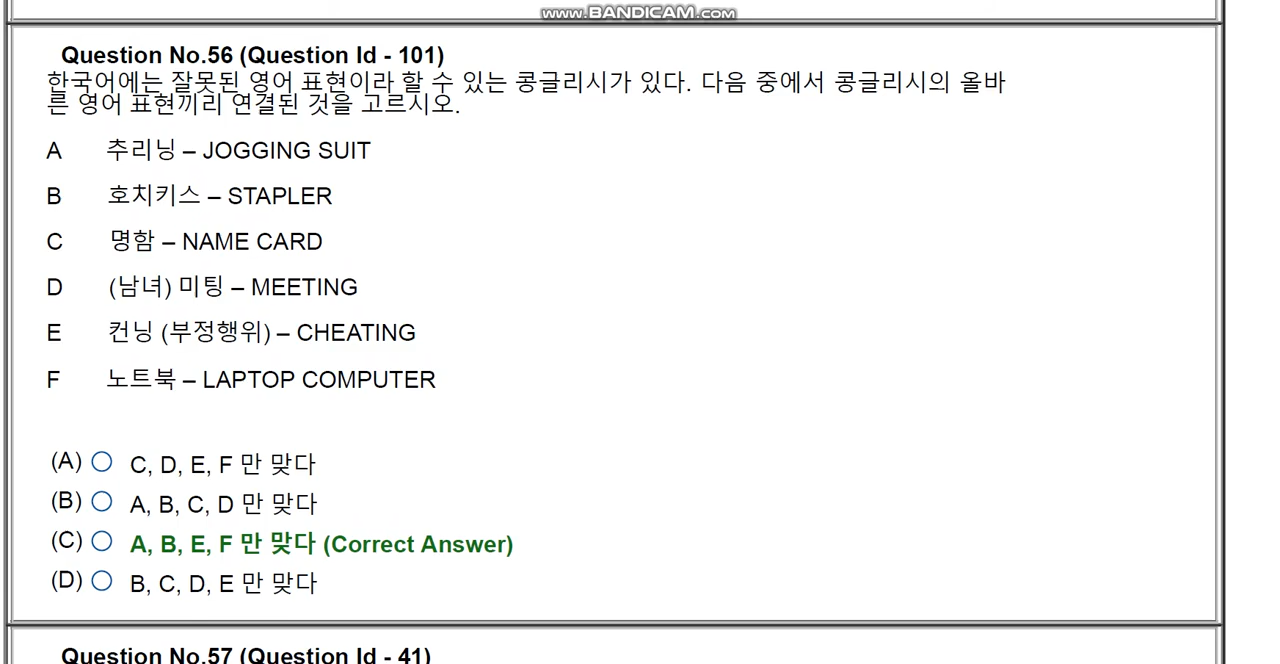 www.BANDICAM.com
Question No.56 (Question Id - 101)
한국어에는 잘못된 영어 표현이라 할 수 있는 콩글리시가 있다. 다음 중에서 콩글리시의 올바
른 영어 표현끼리 연결된 것을 고르시오.
A 추리닝 – JOGGING SUIT
B 호치키스 – STAPLER
C 명함 – NAME CARD
D (남녀) 미팅 – MEETING
E 컨닝 (부정행위) – CHEATING
F 노트북 – LAPTOP COMPUTER
(A) C, D, E, F 만 맞다
(B) A, B, C, D 만 맞다
(C) A, B, E, F 만 맞다 (Correct Answer)
(D) B, C, D, E 만 맞다
Question No.57 (Question Id - 41)